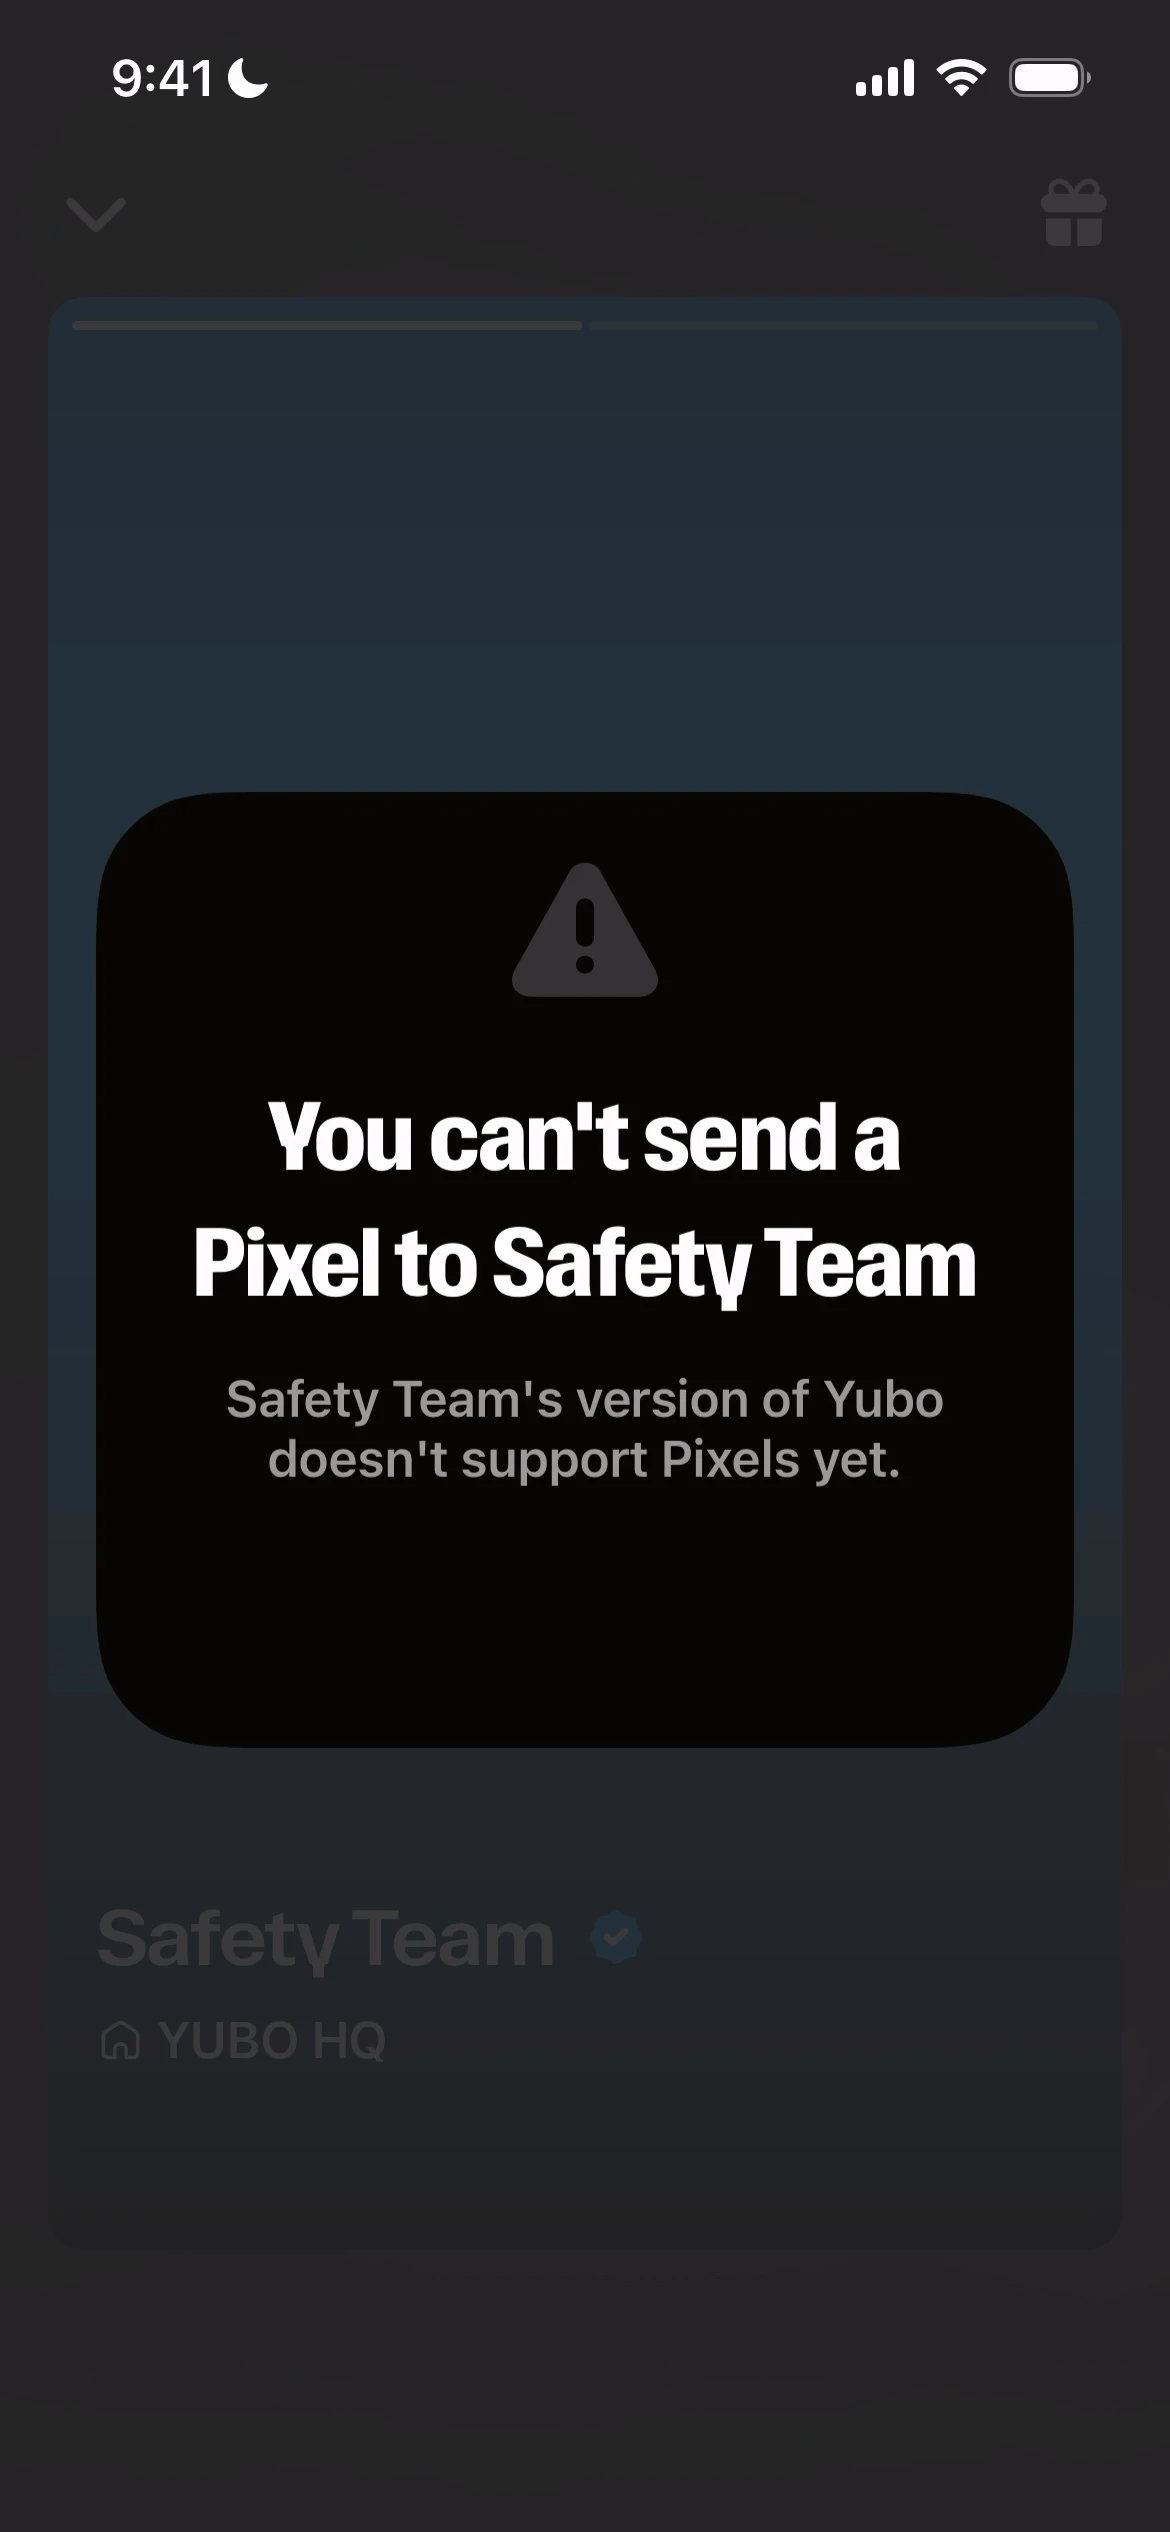 9:41
You can't send a
Pixel to Safety Team
Safety Team's version of Yubo
doesn't support Pixels yet.
Safety Team
YUBO HQ